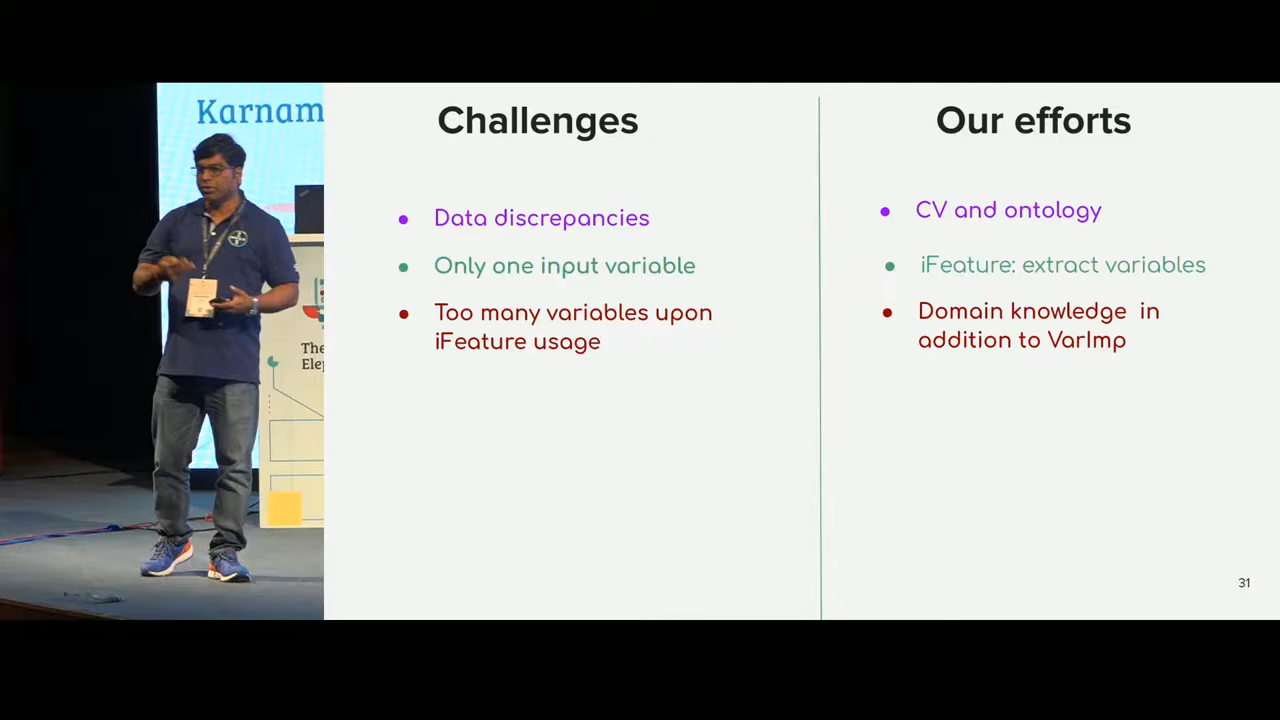 Karnam
The
Elep
Challenges
Data discrepancies
Only one input variable
Too many variables upon
iFeature usage
Our efforts
CV and ontology
iFeature: extract variables
Domain knowledge in
addition to VarImp
31